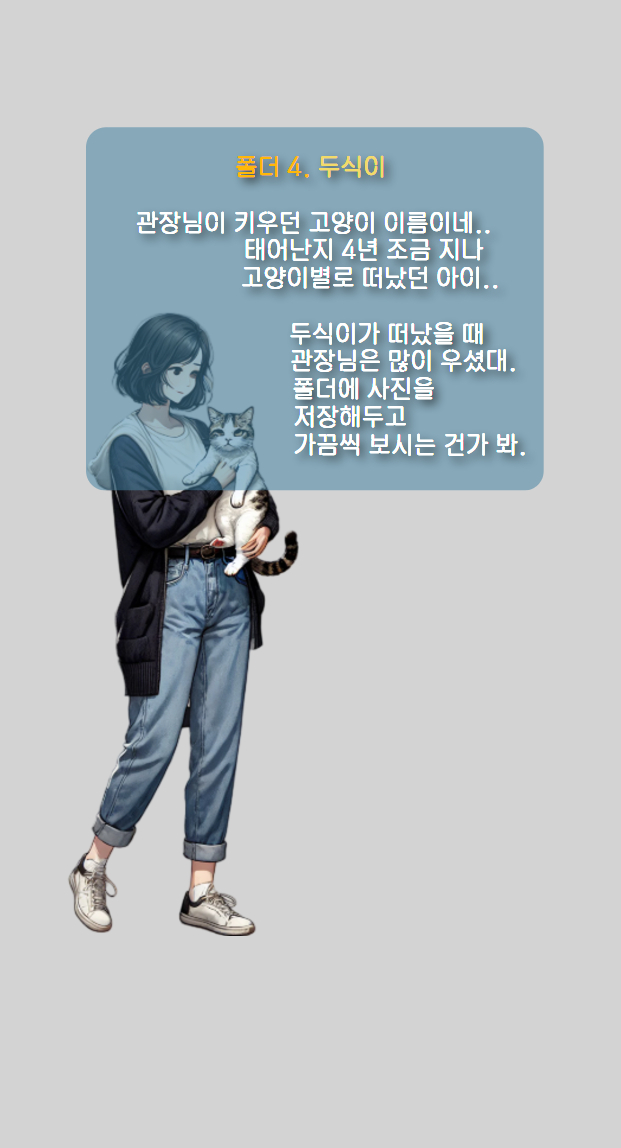 폴더 4. 두식이
관장님이 키우던 고양이 이름이네..
태어난지 4년 조금 지나
고양이별로 떠났던 아이..
두식이가 떠났을 때
관장님은 많이 우셨대.
폴더에 사진을
저장해두고
가끔씩 보시는 건가 봐.